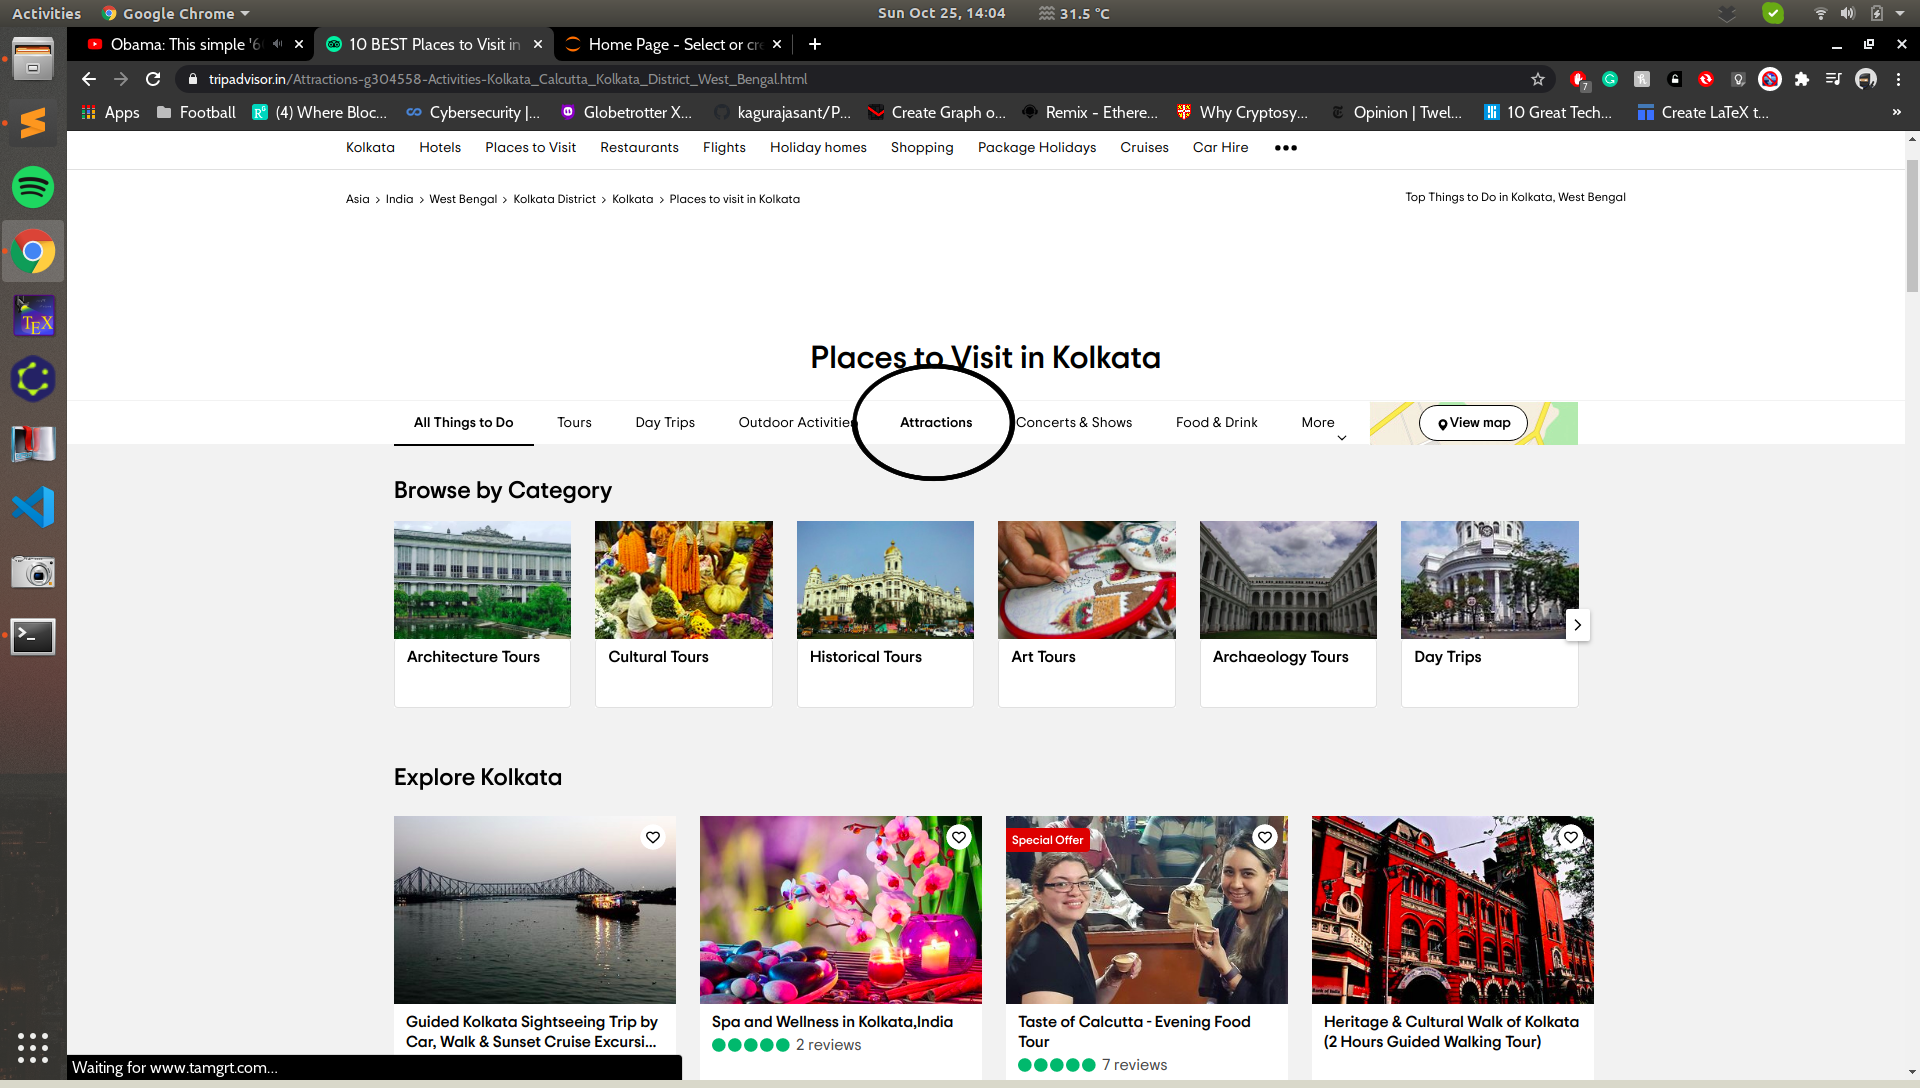 Activities Google Chrome Sun Oct 25, 14:04 31.5 °C
Obama: This simple '6 10 BEST Places to Visit in Home Page - Select or cre
tripadvisor.in/Attractions-g304558-Activities-Kolkata_Calcutta_Kolkata_District_West_Bengal.html 7
Apps Football (4) Where Bloc... Cybersecurity |... Globetrotter X... kagurajasant/P... Create Graph o... Remix - Ethere... Why Cryptosy... Opinion | Twel... 10 Great Tech... Create LaTeX t... »
Kolkata Hotels Places to Visit Restaurants Flights Holiday homes Shopping Package Holidays Cruises Car Hire •••
Asia › India › West Bengal › Kolkata District › Kolkata › Places to visit in Kolkata Top Things to Do in Kolkata, West Bengal
Places to Visit in Kolkata
All Things to Do Tours Day Trips Outdoor Activities Attractions Concerts & Shows Food & Drink More View map
Browse by Category
Architecture Tours Cultural Tours Historical Tours Art Tours Archaeology Tours Day Trips
Explore Kolkata
Special Offer
Guided Kolkata Sightseeing Trip by Car, Walk & Sunset Cruise Excursi...
Spa and Wellness in Kolkata,India
2 reviews
Taste of Calcutta - Evening Food Tour
7 reviews
Heritage & Cultural Walk of Kolkata (2 Hours Guided Walking Tour)
TEX
Waiting for www.tamgrt.com...